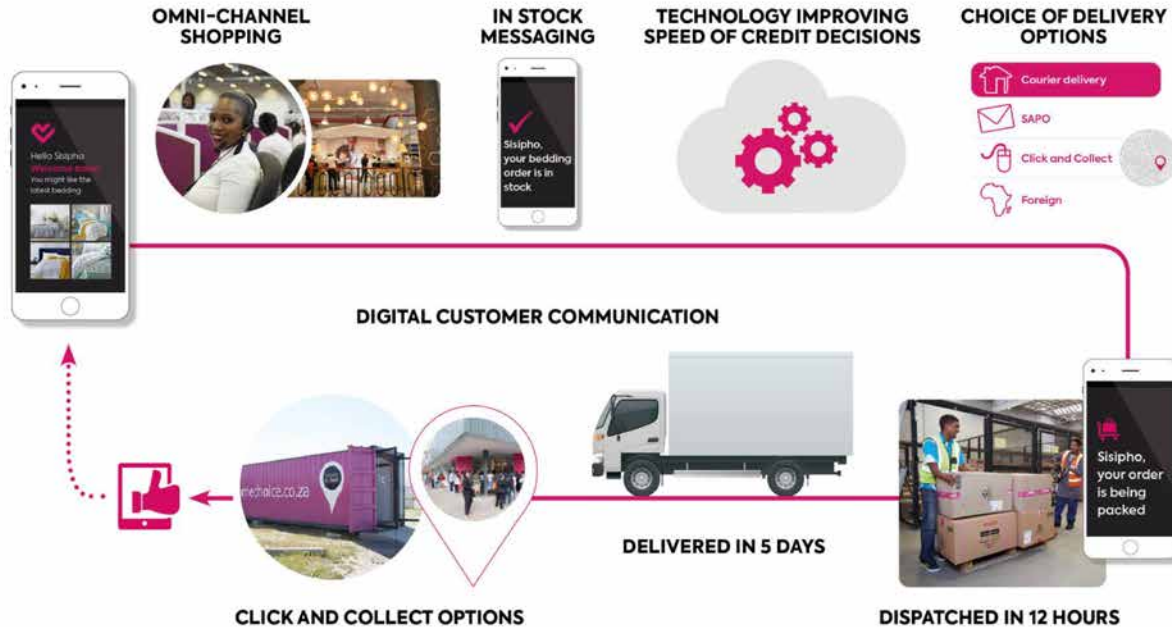 OMNI-CHANNEL
SHOPPING
IN STOCK
MESSAGING
TECHNOLOGY IMPROVING
SPEED OF CREDIT DECISIONS
CHOICE OF DELIVERY
OPTIONS
Hello Sisipho
You might like the
latest bedding
Sisipho,
your bedding
order is in
stock
Courier delivery
SAPO
Click and Collect
Foreign
DIGITAL CUSTOMER COMMUNICATION
mechoice.co.za
DELIVERED IN 5 DAYS
Sisipho,
your order
is being
packed
CLICK AND COLLECT OPTIONS
DISPATCHED IN 12 HOURS